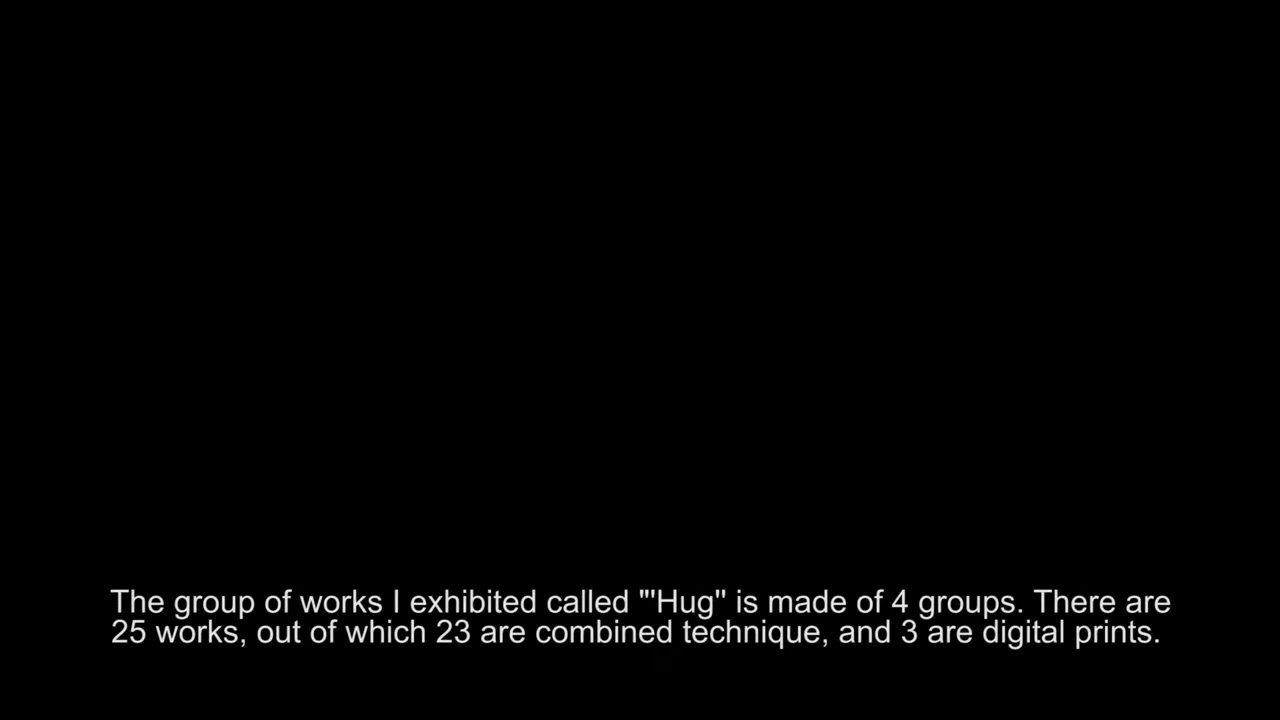 The group of works I exhibited called "'Hug" is made of 4 groups. There are
25 works, out of which 23 are combined technique, and 3 are digital prints.